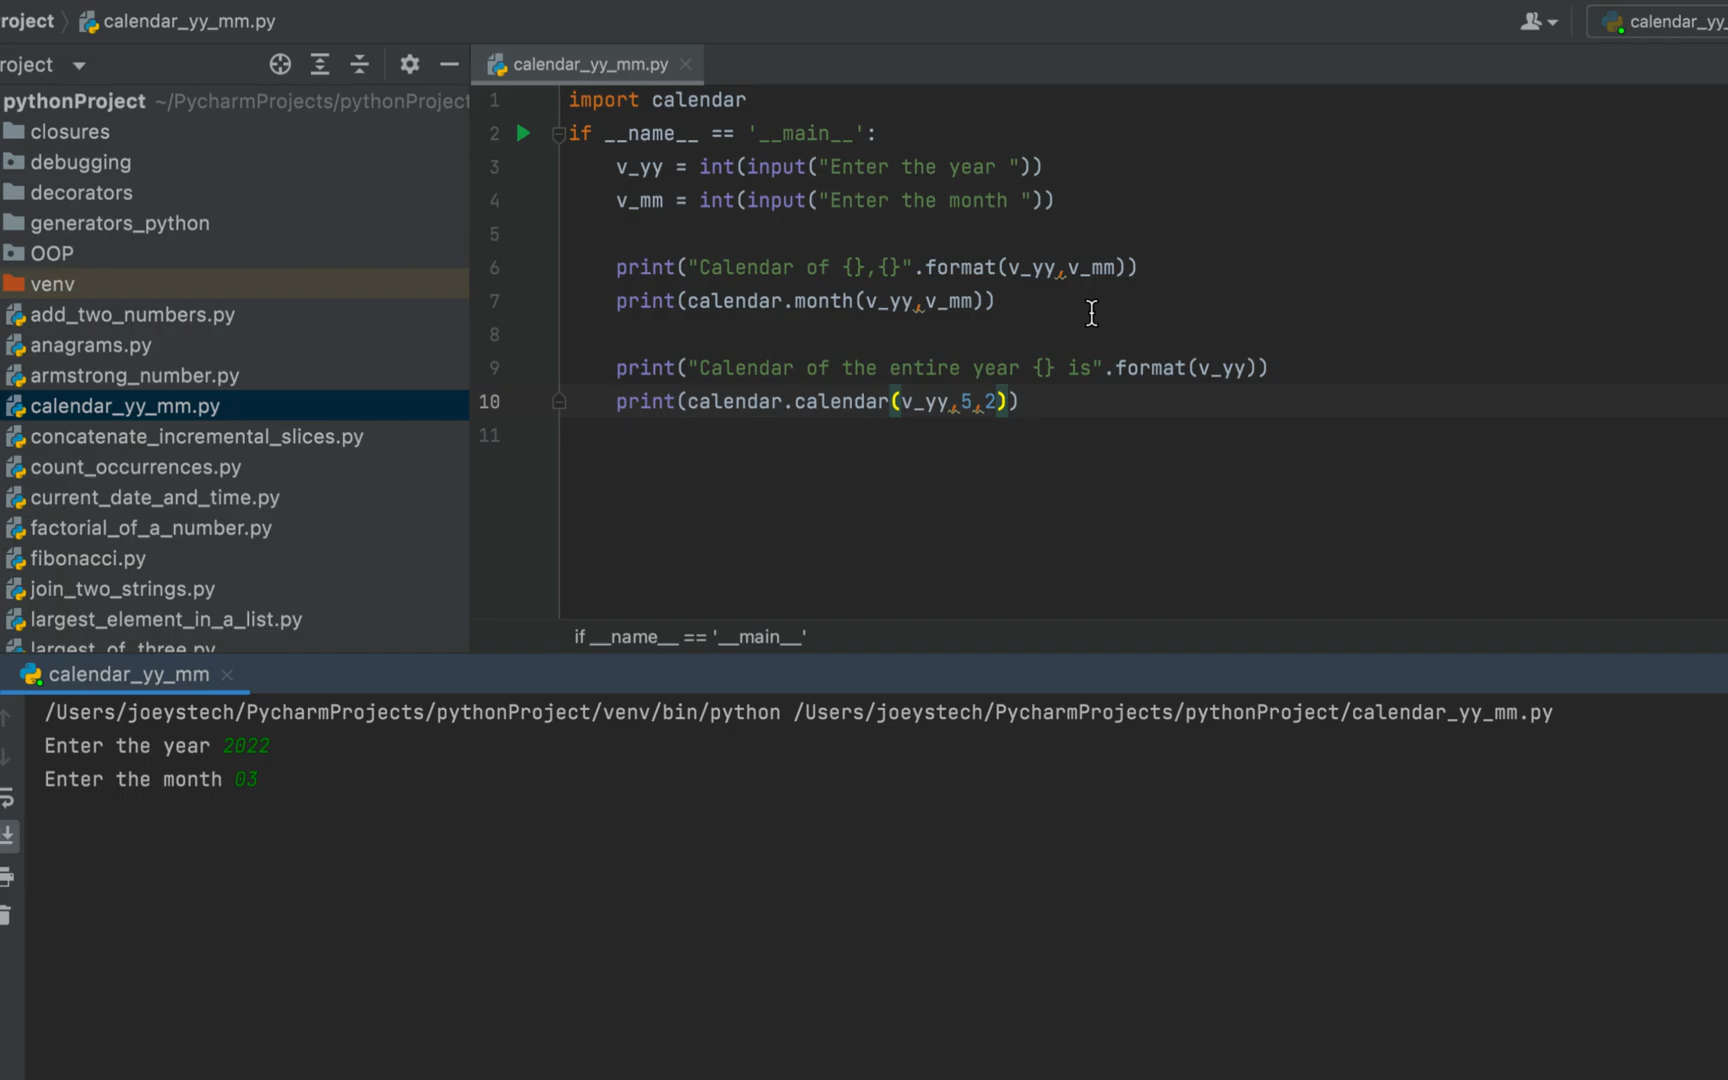 roject calendar_yy_mm.py calendar_yy_
roject calendar_yy_mm.py
pythonProject ~/PycharmProjects/pythonProject
closures
debugging
decorators
generators_python
OOP
venv
add_two_numbers.py
anagrams.py
armstrong_number.py
calendar_yy_mm.py
concatenate_incremental_slices.py
count_occurrences.py
current_date_and_time.py
factorial_of_a_number.py
fibonacci.py
join_two_strings.py
largest_element_in_a_list.py
largest_of_three.py
1 import calendar
2 if __name__ == '__main__':
3 v_yy = int(input("Enter the year "))
4 v_mm = int(input("Enter the month "))
5
6 print("Calendar of {},{}".format(v_yy,v_mm))
7 print(calendar.month(v_yy,v_mm))
8
9 print("Calendar of the entire year {} is".format(v_yy))
10 print(calendar.calendar(v_yy,5,2))
11
if __name__ == '__main__'
calendar_yy_mm
/Users/joeystech/PycharmProjects/pythonProject/venv/bin/python /Users/joeystech/PycharmProjects/pythonProject/calendar_yy_mm.py
Enter the year 2022
Enter the month 03